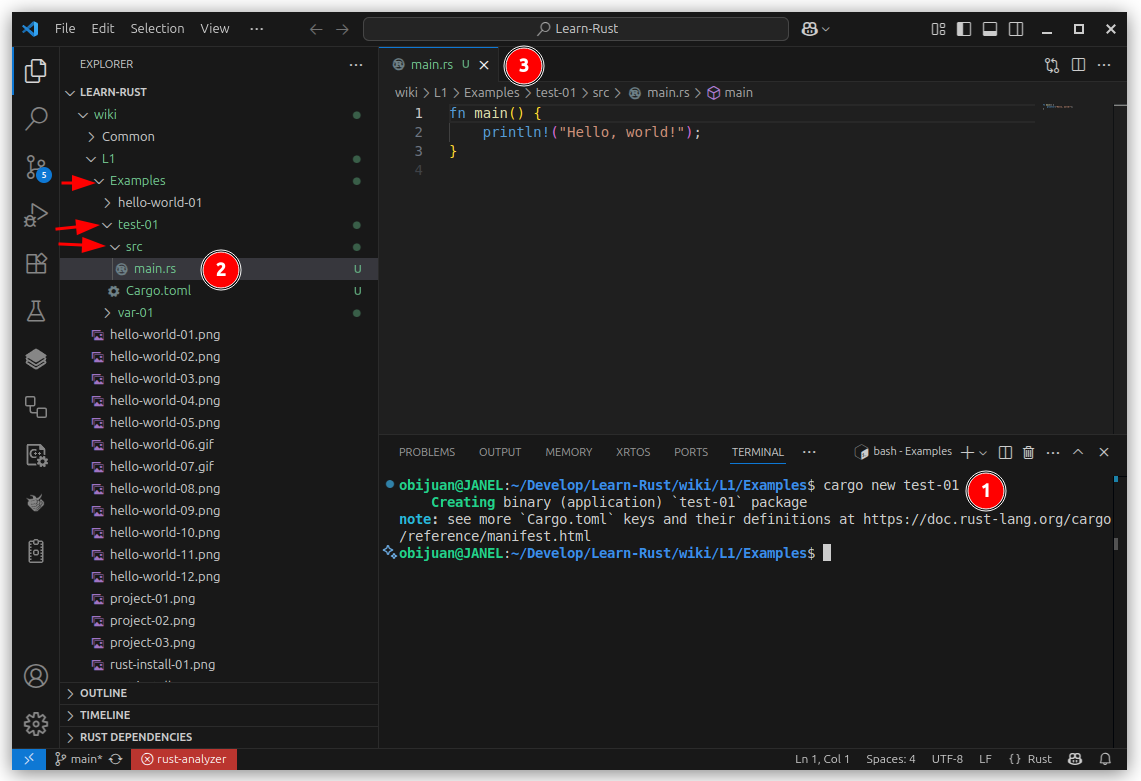 File Edit Selection View ··· Learn-Rust
EXPLORER ···
LEARN-RUST
wiki
Common
L1
Examples
hello-world-01
test-01
src
main.rs 2 U
Cargo.toml U
var-01
hello-world-01.png
hello-world-02.png
hello-world-03.png
hello-world-04.png
hello-world-05.png
hello-world-06.gif
hello-world-07.gif
hello-world-08.png
hello-world-09.png
hello-world-10.png
hello-world-11.png
hello-world-12.png
project-01.png
project-02.png
project-03.png
rust-install-01.png
OUTLINE
TIMELINE
RUST DEPENDENCIES
main.rs U 3
wiki > L1 > Examples > test-01 > src > main.rs > main
1 fn main() {
2 println!("Hello, world!");
3 }
4
PROBLEMS OUTPUT MEMORY XRTOS PORTS TERMINAL ··· bash - Examples
obijuan@JANEL:~/Develop/Learn-Rust/wiki/L1/Examples$ cargo new test-01 1
Creating binary (application) `test-01` package
note: see more `Cargo.toml` keys and their definitions at https://doc.rust-lang.org/cargo
/reference/manifest.html
obijuan@JANEL:~/Develop/Learn-Rust/wiki/L1/Examples$
main* rust-analyzer Ln 1, Col 1 Spaces: 4 UTF-8 LF {} Rust